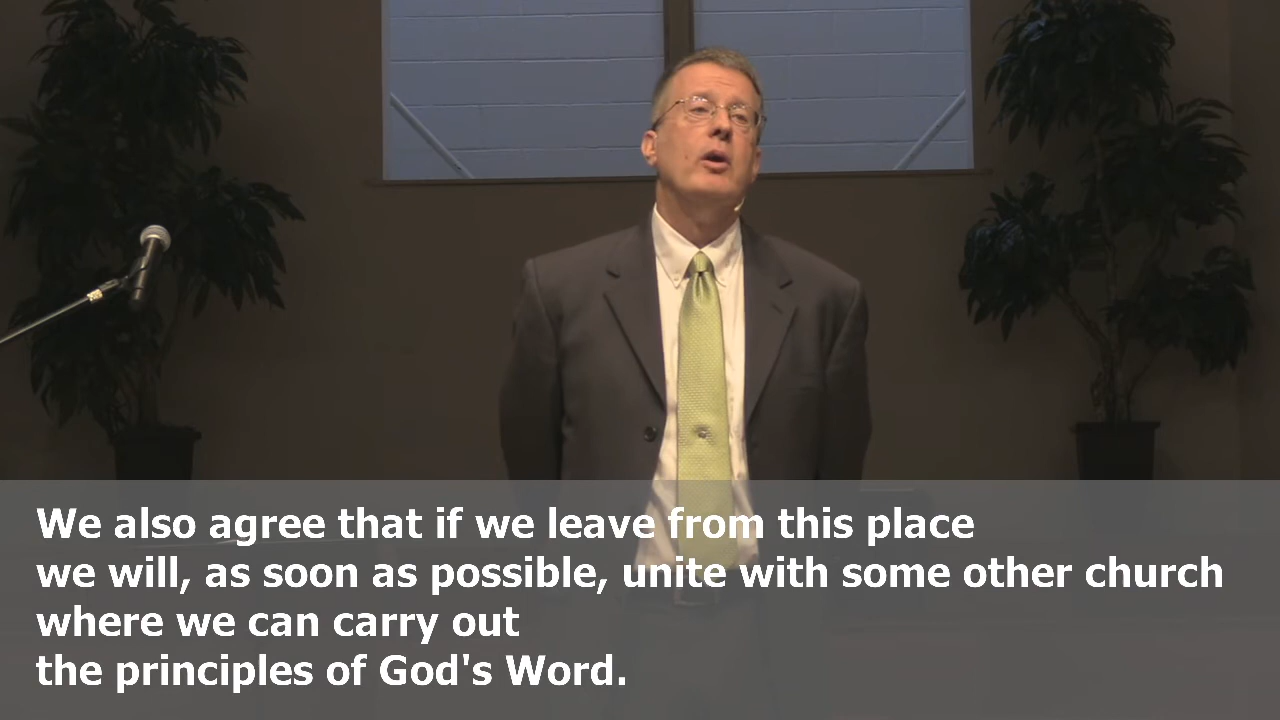 We also agree that if we leave from this place
we will, as soon as possible, unite with some other church
where we can carry out
the principles of God's Word.